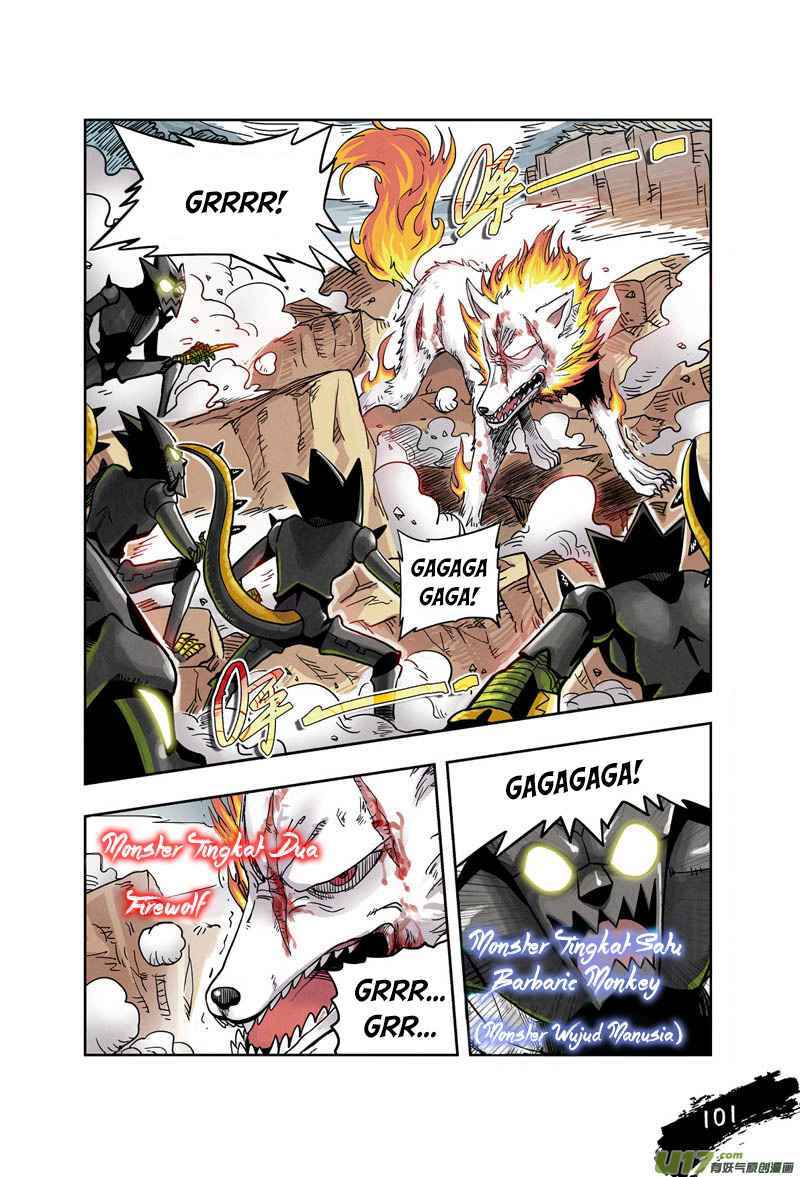 GRRRR!
呼
GAGAGA
GAGA!
呼
Monster Tingkat Dua
Firewolf
GRRR...
GRR...
GAGAGAGA!
Monster Tingkat Satu
Barbaric Monkey
(Monster Wujud Manusia)
101
U17.com
有妖气原创漫画